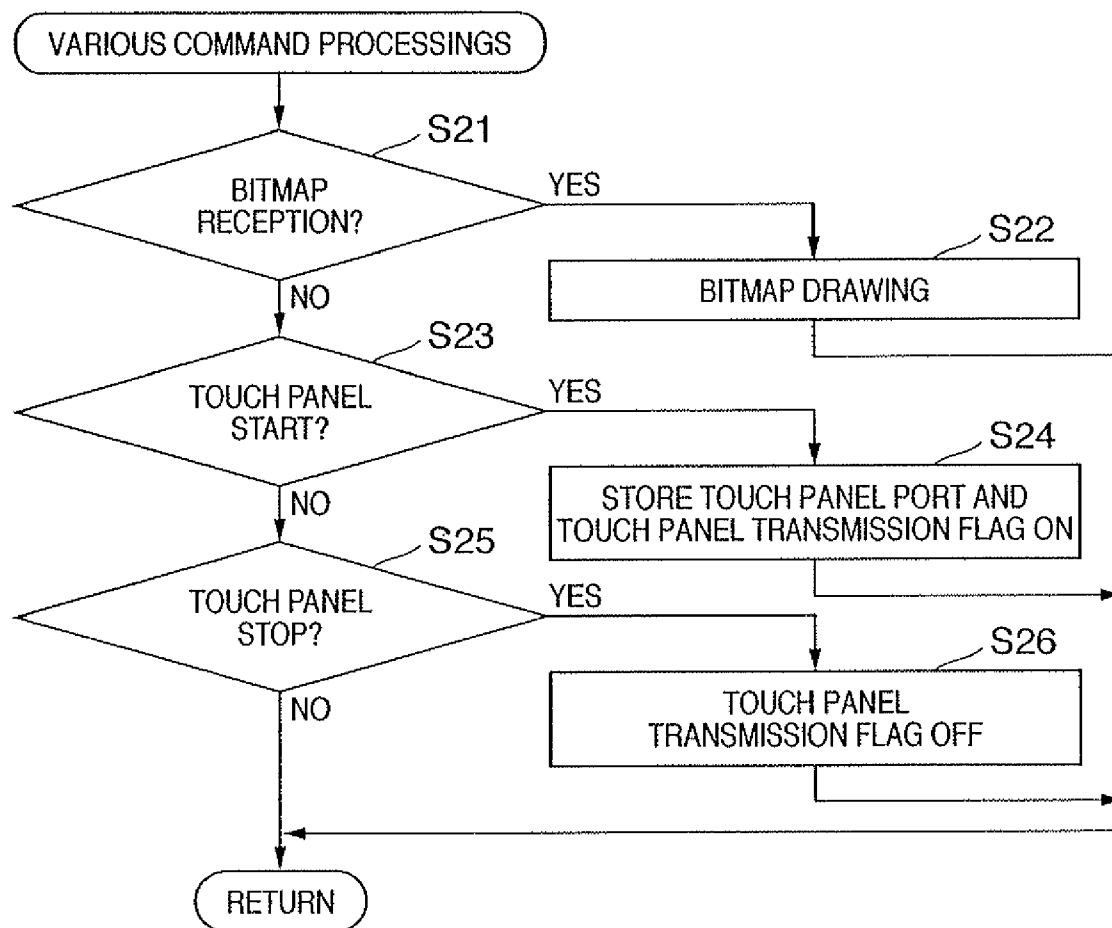 VARIOUS COMMAND PROCESSINGS
S21
BITMAP
RECEPTION?
YES
NO
S22
BITMAP DRAWING
S23
TOUCH PANEL
START?
YES
NO
S24
STORE TOUCH PANEL PORT AND
TOUCH PANEL TRANSMISSION FLAG ON
S25
TOUCH PANEL
STOP?
YES
NO
S26
TOUCH PANEL
TRANSMISSION FLAG OFF
RETURN